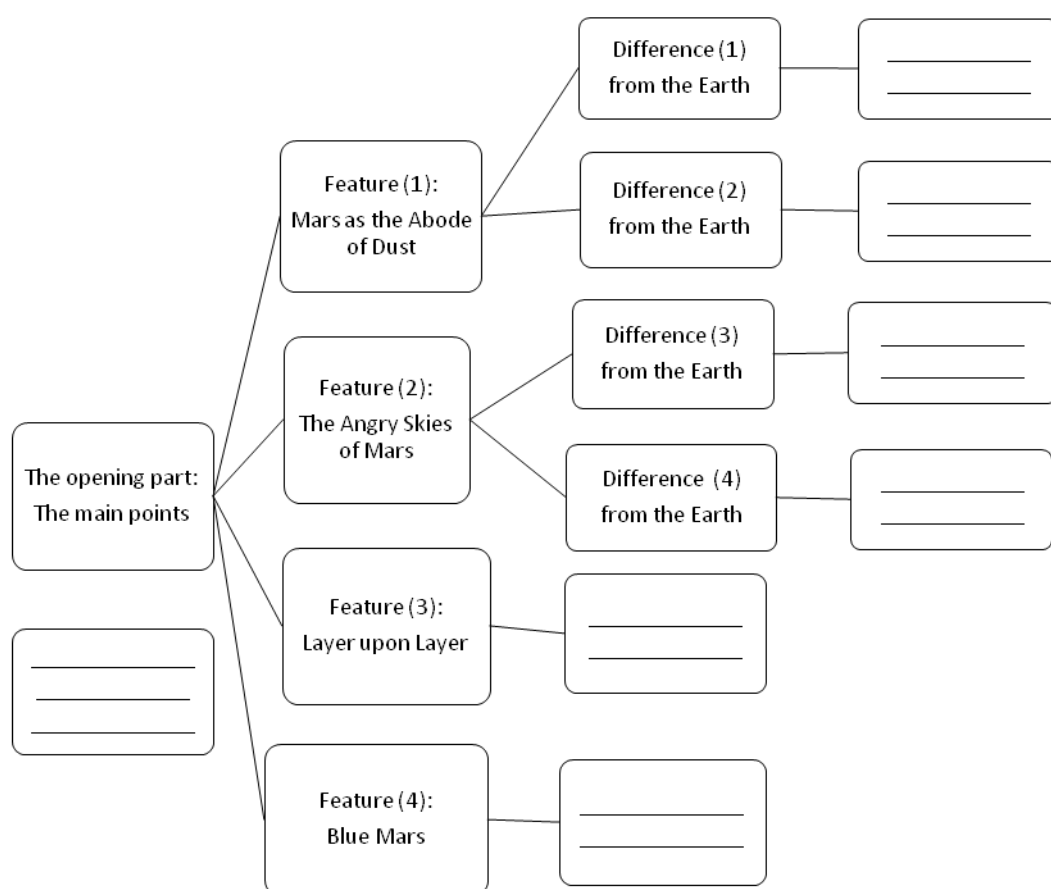 The opening part:
The main points
Feature (1):
Mars as the Abode
of Dust
Difference (1)
from the Earth
Difference (2)
from the Earth
Feature (2):
The Angry Skies
of Mars
Difference (3)
from the Earth
Difference (4)
from the Earth
Feature (3):
Layer upon Layer
Feature (4):
Blue Mars